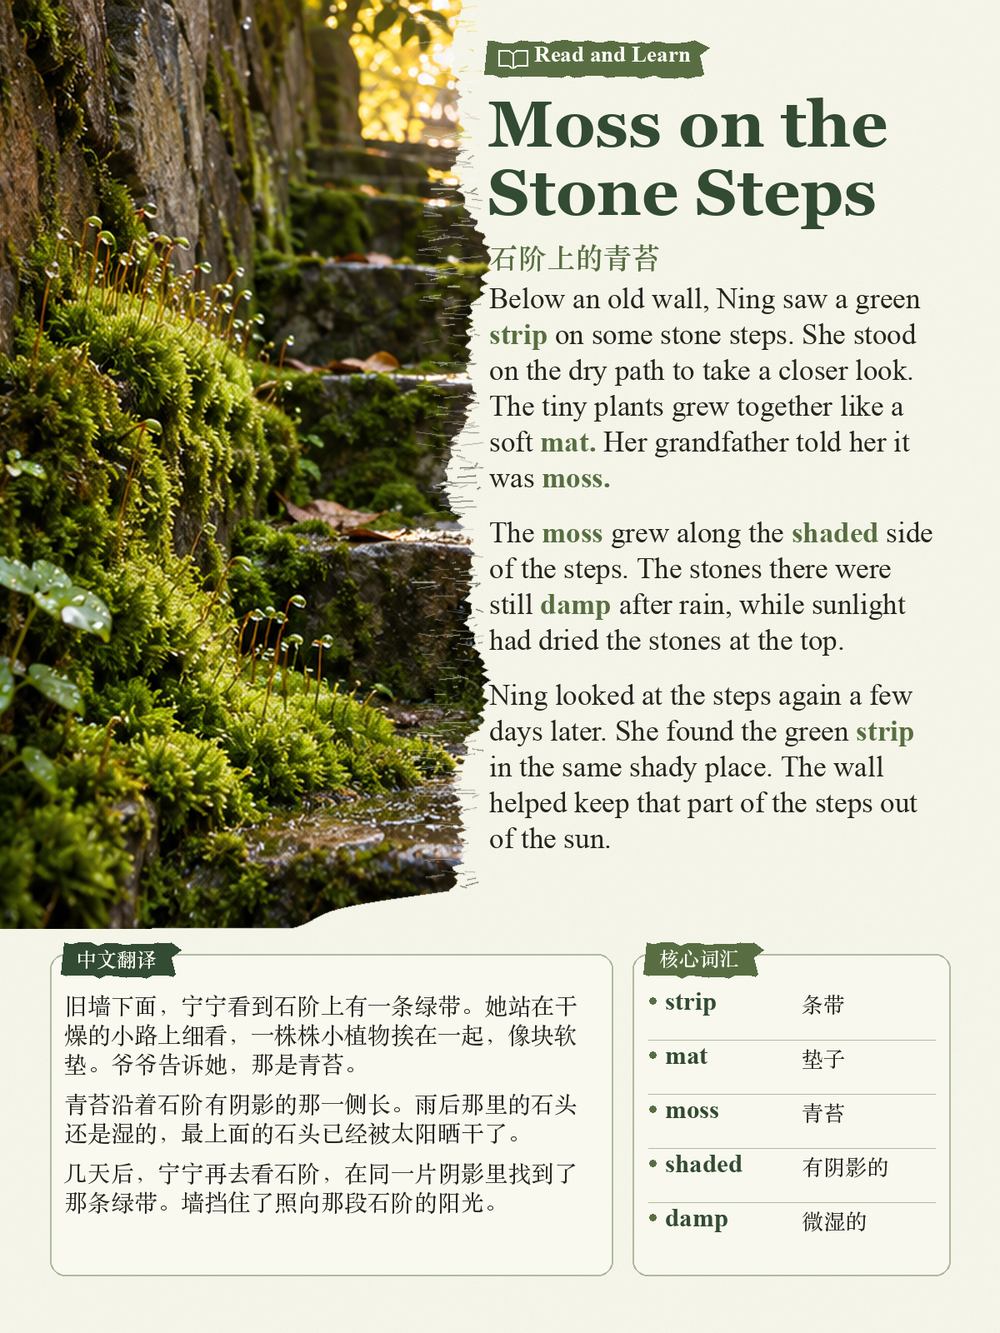 Read and Learn
Moss on the
Stone Steps
石阶上的青苔
Below an old wall, Ning saw a green
strip on some stone steps. She stood
on the dry path to take a closer look.
The tiny plants grew together like a
soft mat. Her grandfather told her it
was moss.
The moss grew along the shaded side
of the steps. The stones there were
still damp after rain, while sunlight
had dried the stones at the top.
Ning looked at the steps again a few
days later. She found the green strip
in the same shady place. The wall
helped keep that part of the steps out
of the sun.
中文翻译
旧墙下面，宁宁看到石阶上有一条绿带。她站在干
燥的小路上细看，一株株小植物挨在一起，像块软
垫。爷爷告诉她，那是青苔。
青苔沿着石阶有阴影的那一侧长。雨后那里的石头
还是湿的，最上面的石头已经被太阳晒干了。
几天后，宁宁再去看石阶，在同一片阴影里找到了
那条绿带。墙挡住了照向那段石阶的阳光。
核心词汇
• strip 条带
• mat 垫子
• moss 青苔
• shaded 有阴影的
• damp 微湿的